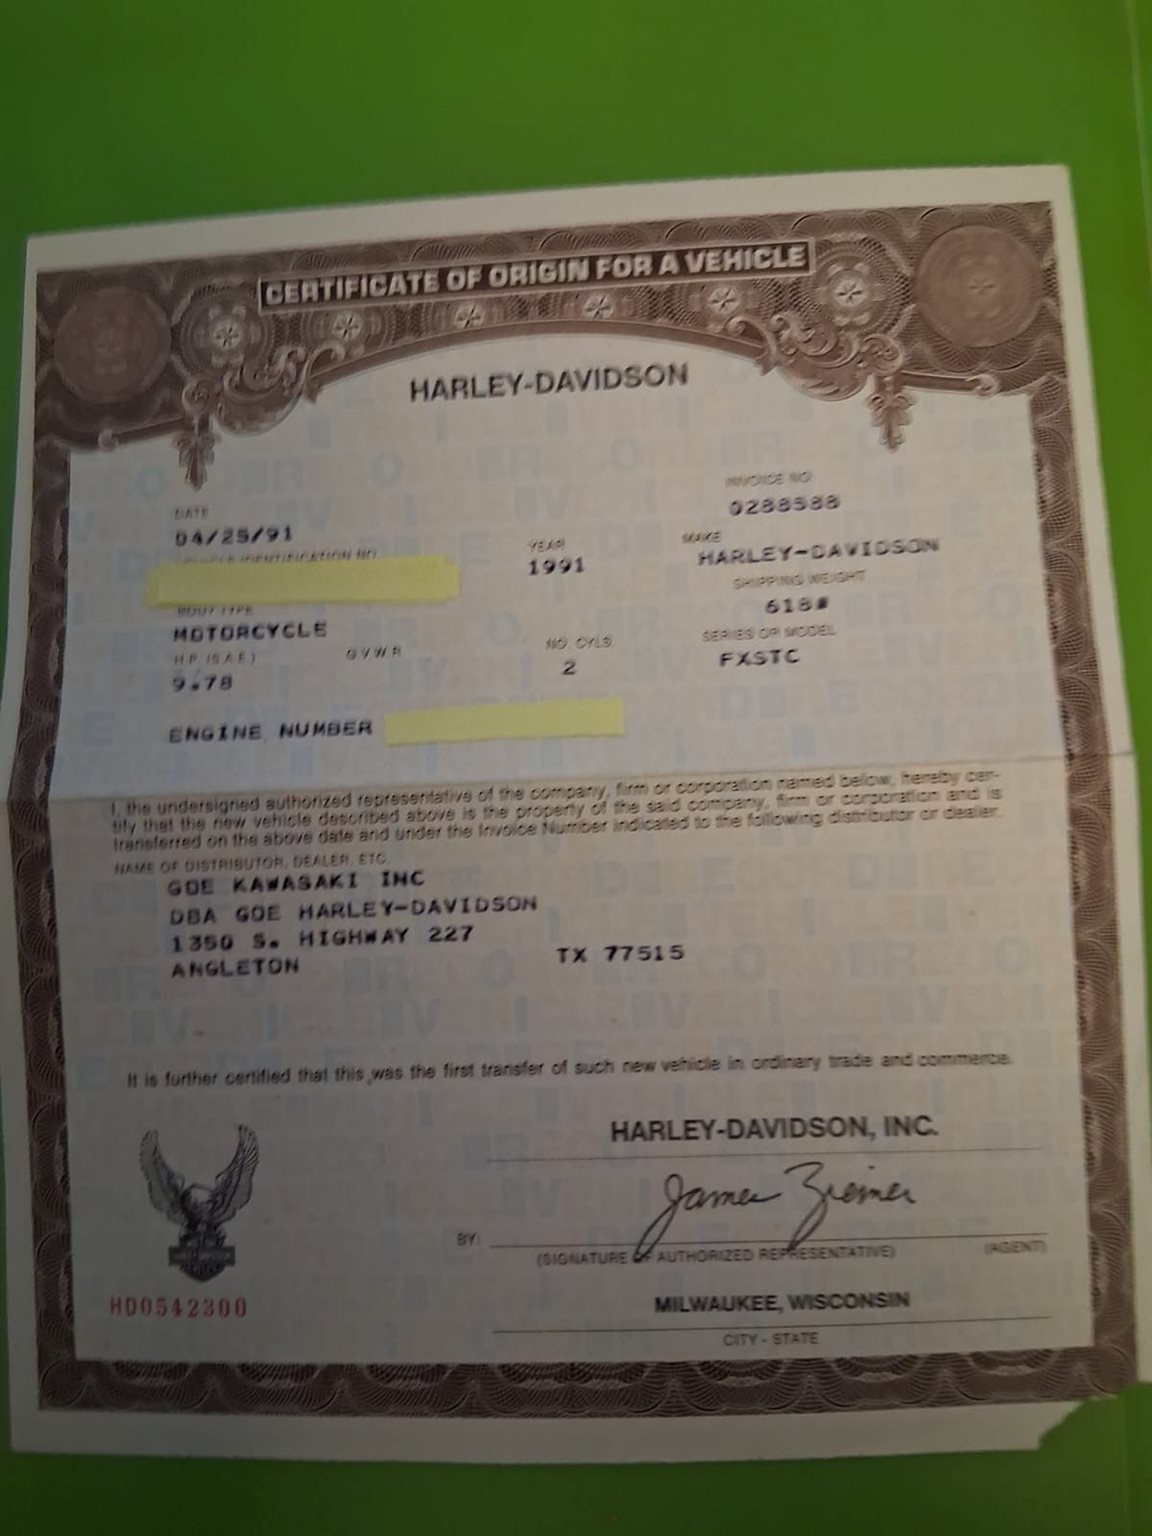 CERTIFICATE OF ORIGIN FOR A VEHICLE
HARLEY-DAVIDSON
INVOICE NO
0288588
DATE
04/25/91
VEHICLE IDENTIFICATION NO
YEAR
1991
MAKE
HARLEY-DAVIDSON
SHIPPING WEIGHT
618#
BODY TYPE
MOTORCYCLE
NO. CYLS.
2
SERIES OR MODEL
FXSTC
H.P. (S.A.E.)
G.V.W.R.
9.78
ENGINE NUMBER
I, the undersigned authorized representative of the company, firm or corporation named below, hereby cer-
tify that the new vehicle described above is the property of the said company, firm or corporation and is
transferred on the above date and under the Invoice Number indicated to the following distributor or dealer.
NAME OF DISTRIBUTOR, DEALER, ETC.
GOE KAWASAKI INC
DBA GOE HARLEY-DAVIDSON
1350 S. HIGHWAY 227
ANGLETON TX 77515
It is further certified that this was the first transfer of such new vehicle in ordinary trade and commerce.
HARLEY-DAVIDSON, INC.
James Ziemer
BY:
(SIGNATURE OF AUTHORIZED REPRESENTATIVE) (AGENT)
HD0542300
MILWAUKEE, WISCONSIN
CITY - STATE